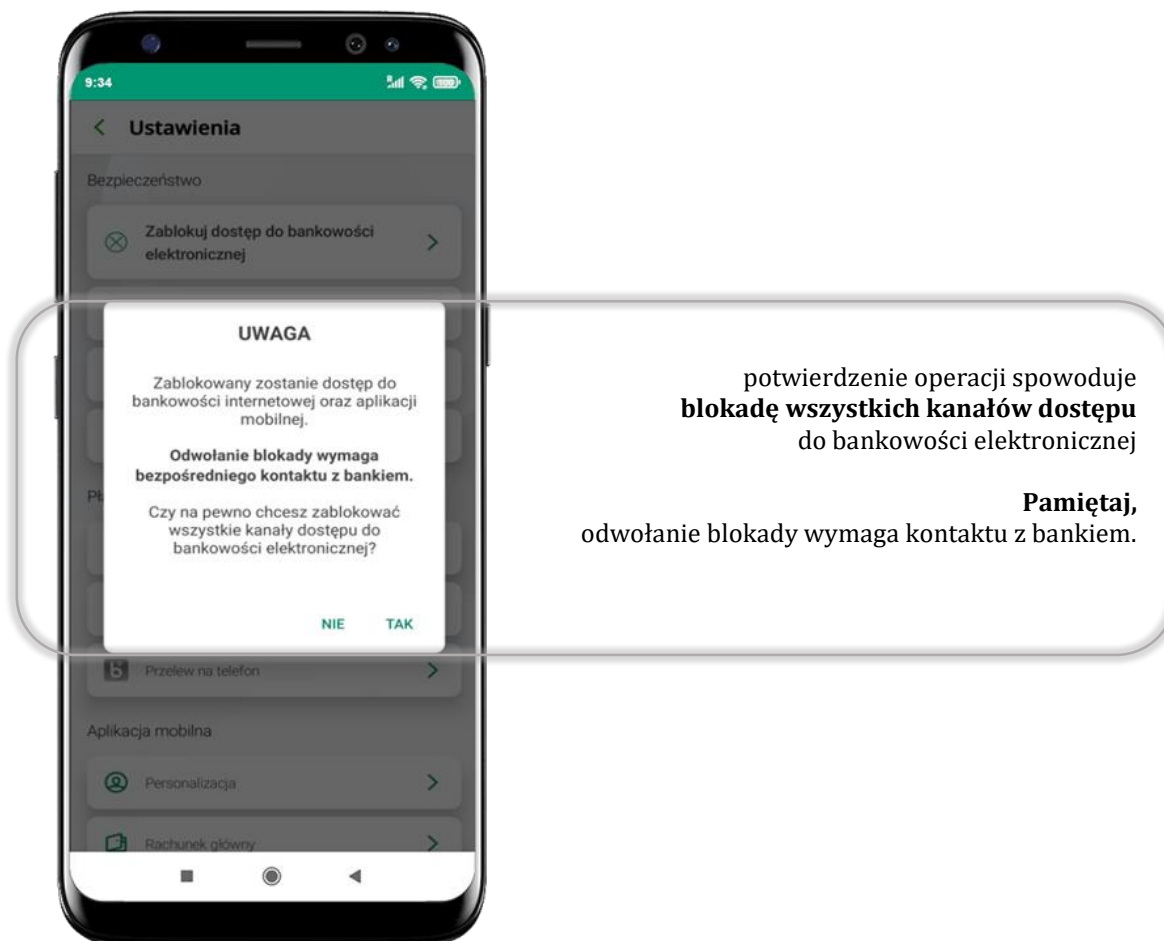 9:34
100
Ustawienia
Bezpieczeństwo
Zablokuj dostęp do bankowości
elektronicznej
UWAGA
Zablokowany zostanie dostęp do
bankowości internetowej oraz aplikacji
mobilnej.
Odwołanie blokady wymaga
bezpośredniego kontaktu z bankiem.
Czy na pewno chcesz zablokować
wszystkie kanały dostępu do
bankowości elektronicznej?
NIE TAK
potwierdzenie operacji spowoduje
blokadę wszystkich kanałów dostępu
do bankowości elektronicznej
Pamiętaj,
odwołanie blokady wymaga kontaktu z bankiem.
Przelew na telefon
Aplikacja mobilna
Personalizacja
Rachunek główny